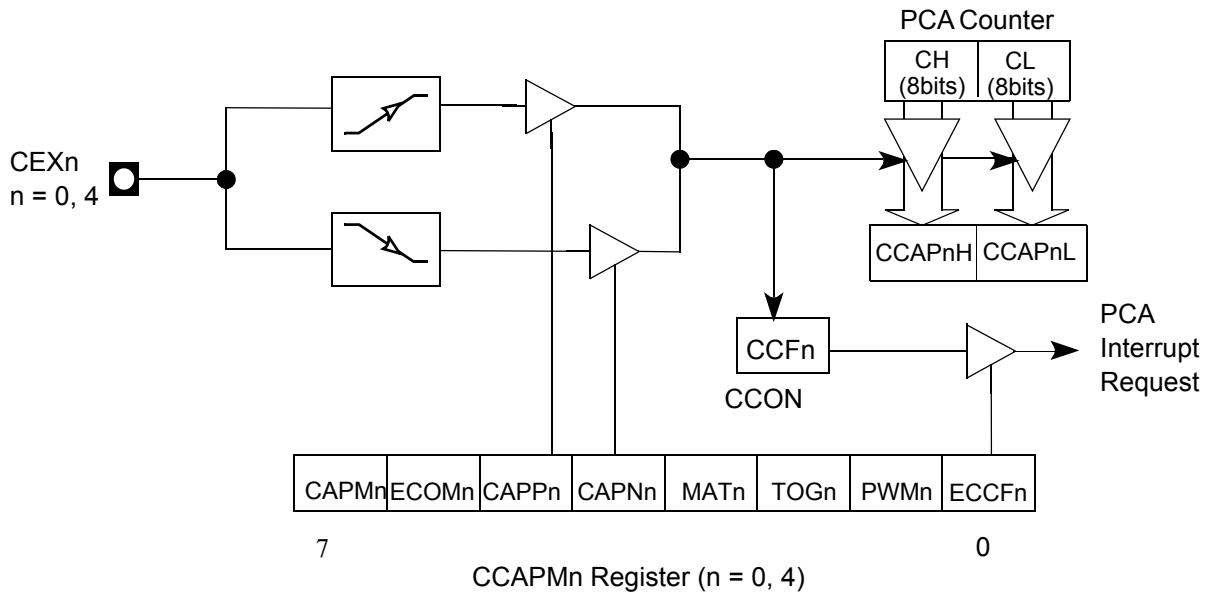 PCA Counter
CH
(8bits)
CL
(8bits)
CEXn
n = 0, 4
CCAPnH
CCAPnL
CCFn
CCON
PCA
Interrupt
Request
CAPMn ECOMn CAPPn CAPNn MATn TOGn PWMn ECCFn
7
0
CCAPMn Register (n = 0, 4)